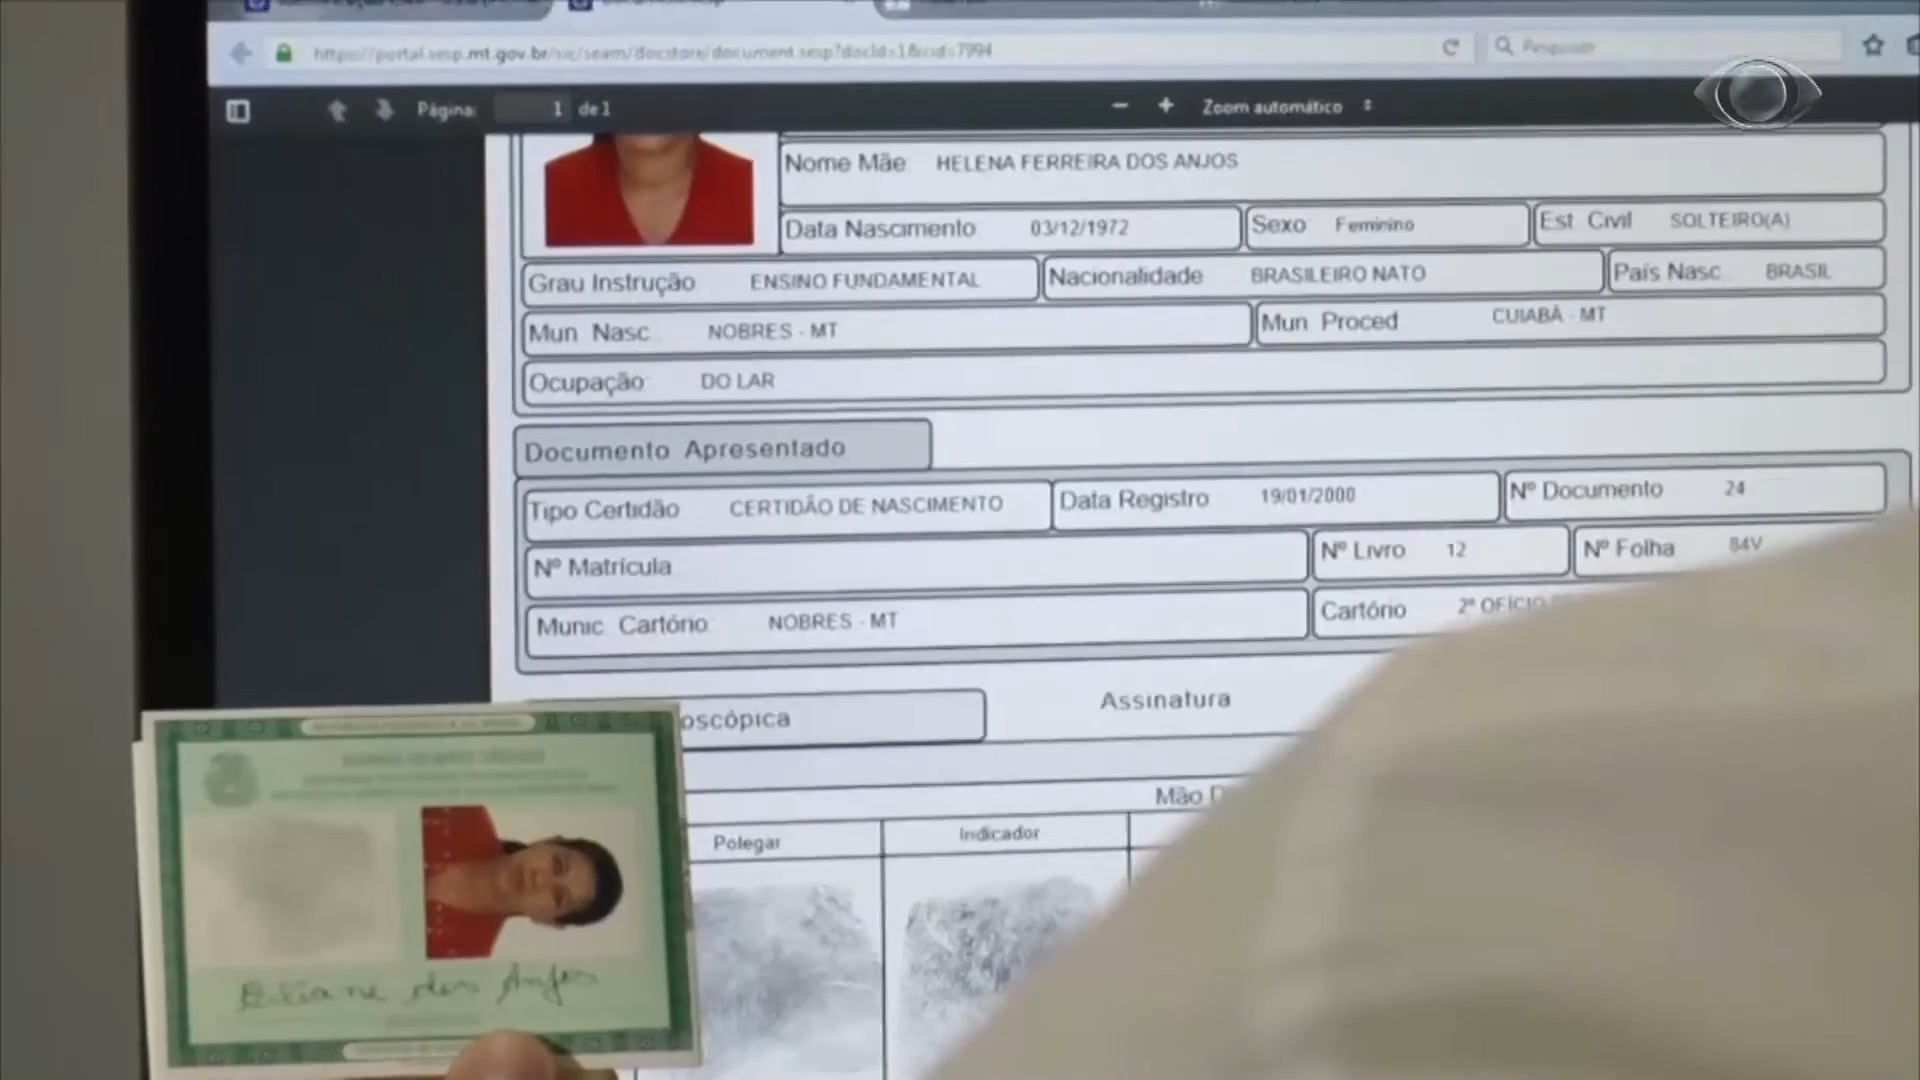 https://portal.sesp.mt.gov.br/sic/seam/docstore/document.sesp?docId=1&cid=7994
Pesquisar
Página: 1 de 1
Zoom automático
Nome Mãe HELENA FERREIRA DOS ANJOS
Data Nascimento 03/12/1972 Sexo Feminino Est Civil SOLTEIRO(A)
Grau Instrução ENSINO FUNDAMENTAL Nacionalidade BRASILEIRO NATO País Nasc BRASIL
Mun Nasc. NOBRES - MT Mun Proced CUIABÁ - MT
Ocupação DO LAR
Documento Apresentado
Tipo Certidão CERTIDÃO DE NASCIMENTO Data Registro 19/01/2000 Nº Documento 24
Nº Matrícula Nº Livro 12 Nº Folha 84V
Munic Cartório NOBRES - MT Cartório 2º OFÍCIO
oscópica Assinatura
Mão D
Polegar Indicador
Eliane dos Anjos